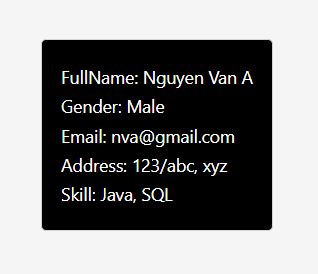 FullName: Nguyen Van A
Gender: Male
Email: nva@gmail.com
Address: 123/abc, xyz
Skill: Java, SQL